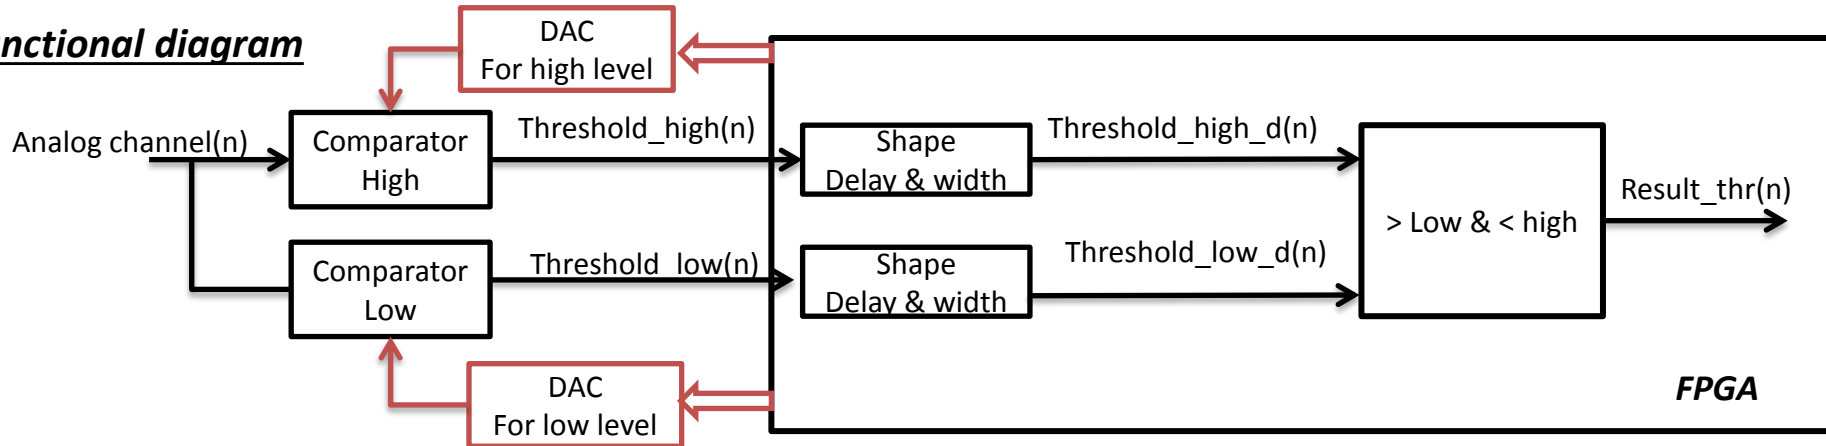 nctional diagram
DAC
For high level
Analog channel(n)
Comparator
High
Threshold_high(n)
Shape
Delay & width
Threshold_high_d(n)
> Low & < high
Result_thr(n)
Comparator
Low
Threshold_low(n)
Shape
Delay & width
Threshold_low_d(n)
DAC
For low level
FPGA